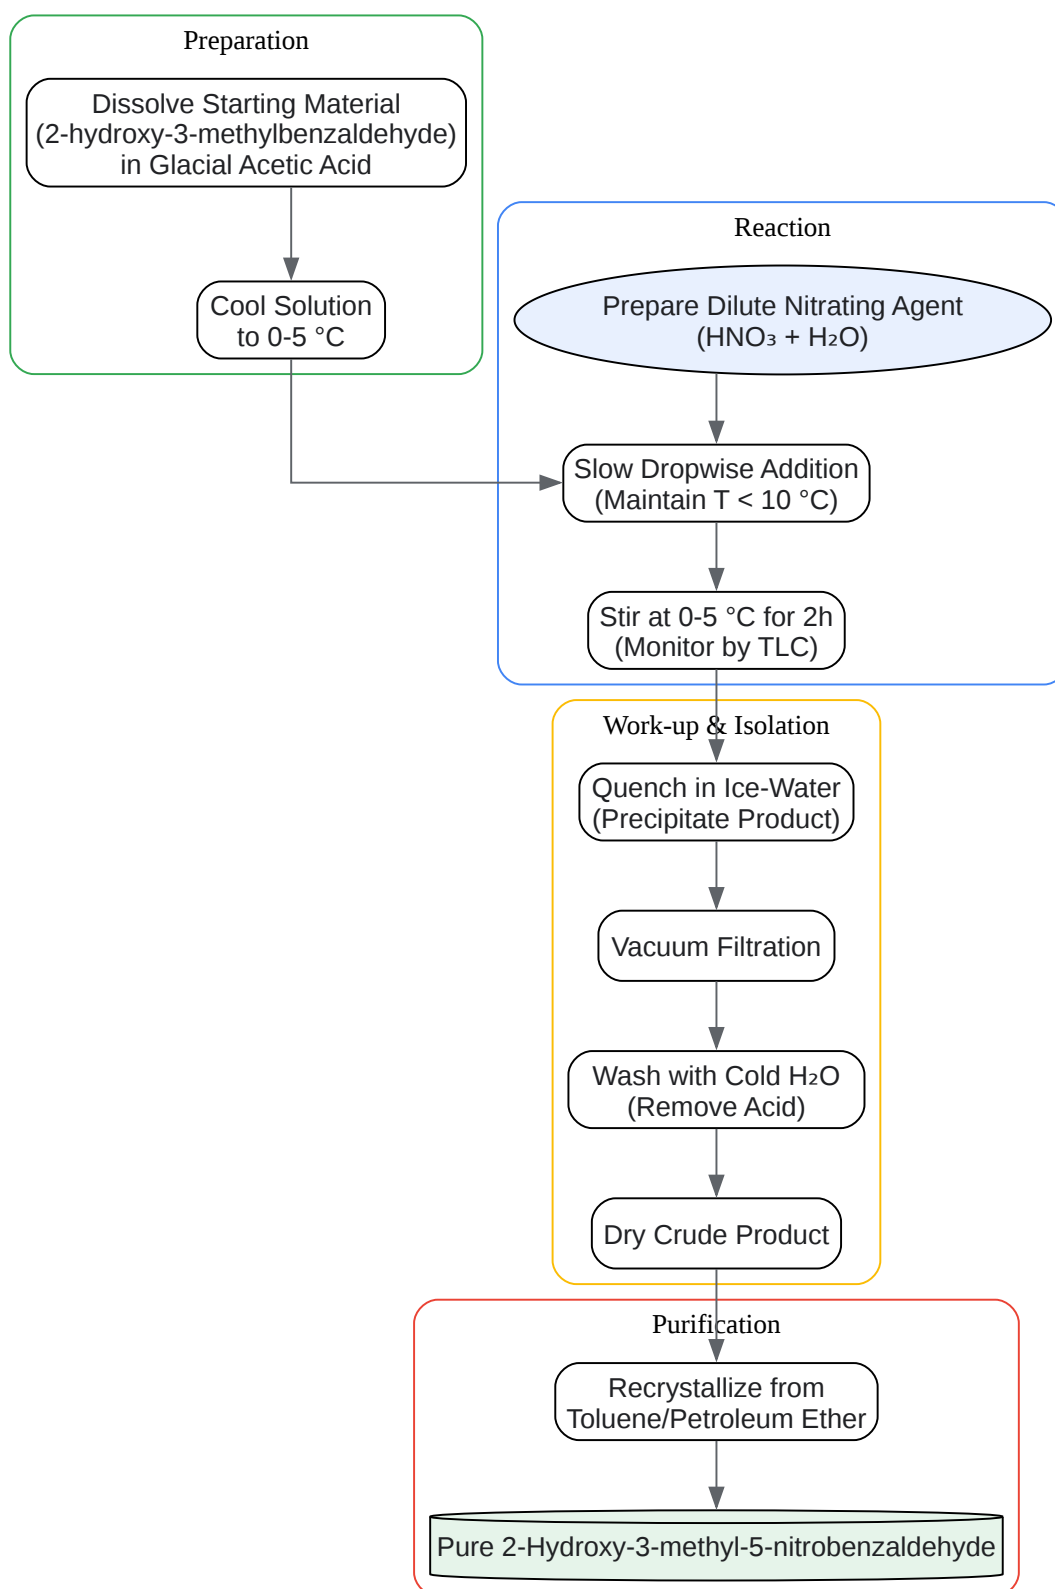 Preparation
Dissolve Starting Material
(2-hydroxy-3-methylbenzaldehyde)
in Glacial Acetic Acid
Cool Solution
to 0-5 °C
Reaction
Prepare Dilute Nitrating Agent
(HNO₃ + H₂O)
Slow Dropwise Addition
(Maintain T < 10 °C)
Stir at 0-5 °C for 2h
(Monitor by TLC)
Work-up & Isolation
Quench in Ice-Water
(Precipitate Product)
Vacuum Filtration
Wash with Cold H₂O
(Remove Acid)
Dry Crude Product
Purification
Recrystallize from
Toluene/Petroleum Ether
Pure 2-Hydroxy-3-methyl-5-nitrobenzaldehyde